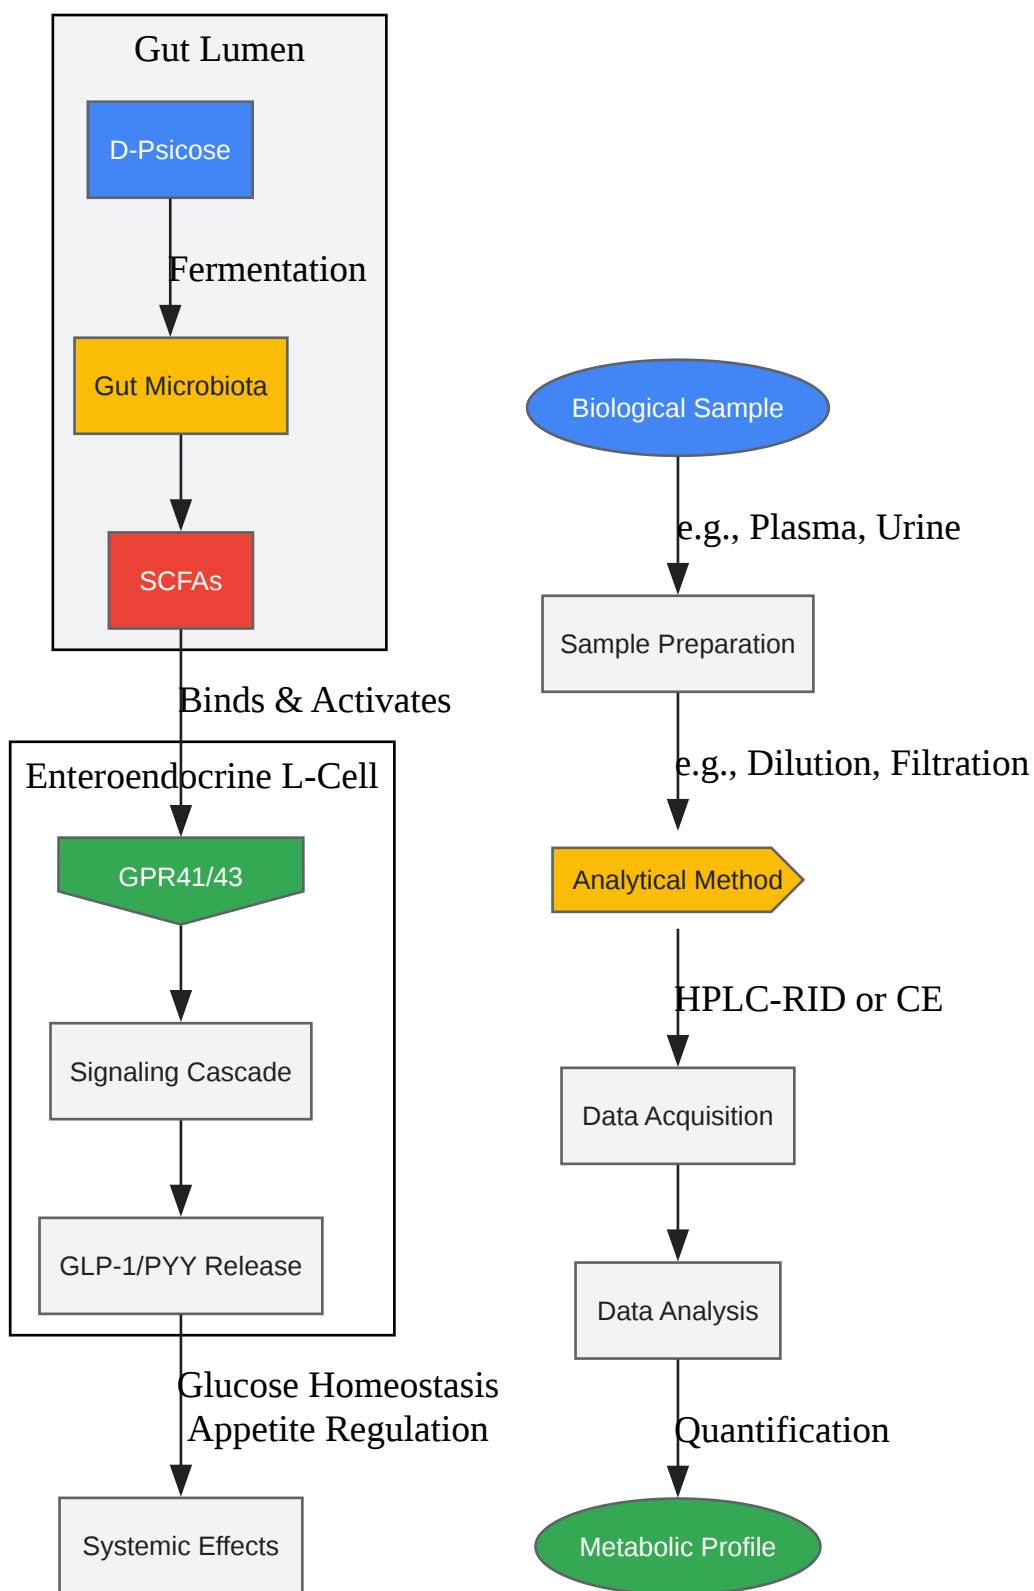 Gut Lumen
D-Psicose
Fermentation
Gut Microbiota
SCFAs
Binds & Activates
Enteroendocrine L-Cell
GPR41/43
Signaling Cascade
GLP-1/PYY Release
Glucose Homeostasis
Appetite Regulation
Systemic Effects
Biological Sample
e.g., Plasma, Urine
Sample Preparation
e.g., Dilution, Filtration
Analytical Method
HPLC-RID or CE
Data Acquisition
Data Analysis
Quantification
Metabolic Profile